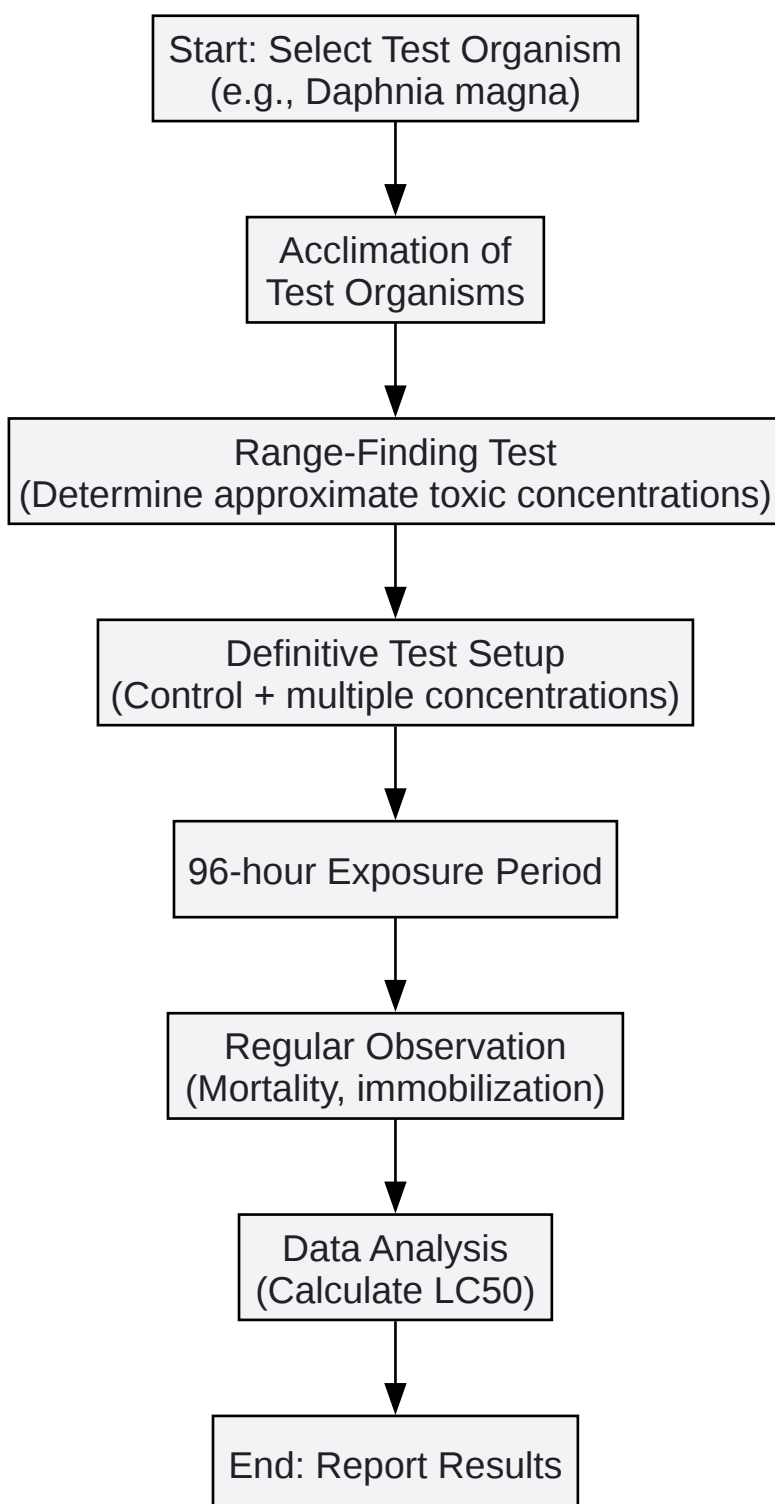 Start: Select Test Organism
(e.g., Daphnia magna)
Acclimation of
Test Organisms
Range-Finding Test
(Determine approximate toxic concentrations)
Definitive Test Setup
(Control + multiple concentrations)
96-hour Exposure Period
Regular Observation
(Mortality, immobilization)
Data Analysis
(Calculate LC50)
End: Report Results